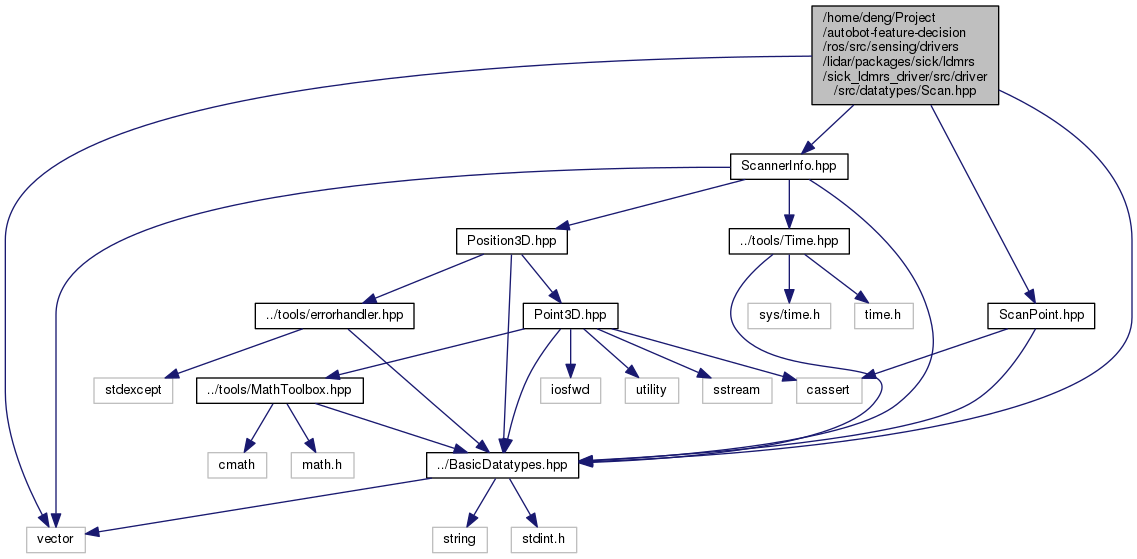 /home/deng/Project
/autobot-feature-decision
/ros/src/sensing/drivers
/lidar/packages/sick/ldmrs
/sick_ldmrs_driver/src/driver
/src/datatypes/Scan.hpp
ScannerInfo.hpp
Position3D.hpp
../tools/Time.hpp
../tools/errorhandler.hpp
Point3D.hpp
sys/time.h
time.h
ScanPoint.hpp
stdexcept
../tools/MathToolbox.hpp
iosfwd
utility
sstream
cassert
cmath
math.h
../BasicDatatypes.hpp
vector
string
stdint.h